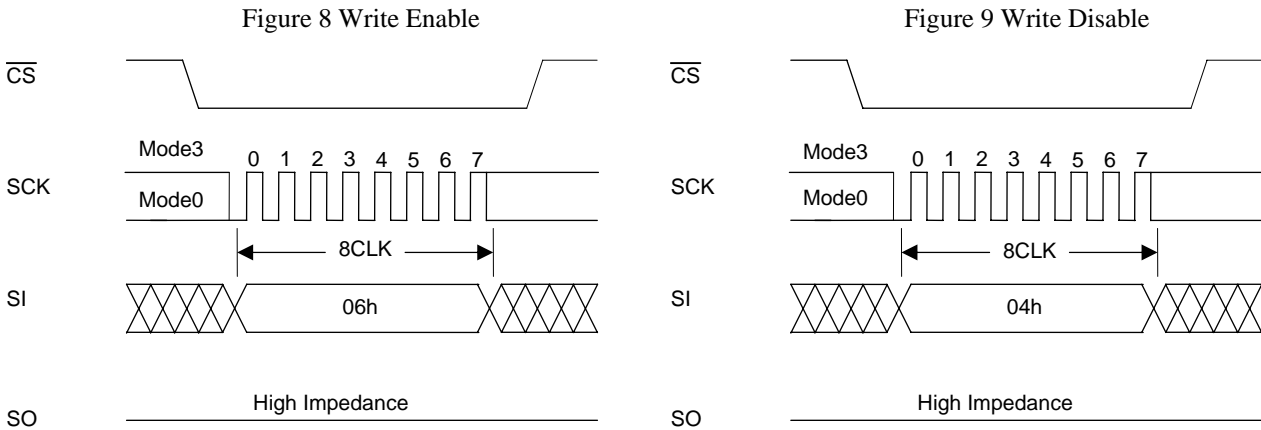 Figure 8 Write Enable
CS
Mode3
0 1 2 3 4 5 6 7
SCK
Mode0
8CLK
SI
06h
High Impedance
SO
Figure 9 Write Disable
CS
Mode3
0 1 2 3 4 5 6 7
SCK
Mode0
8CLK
SI
04h
High Impedance
SO